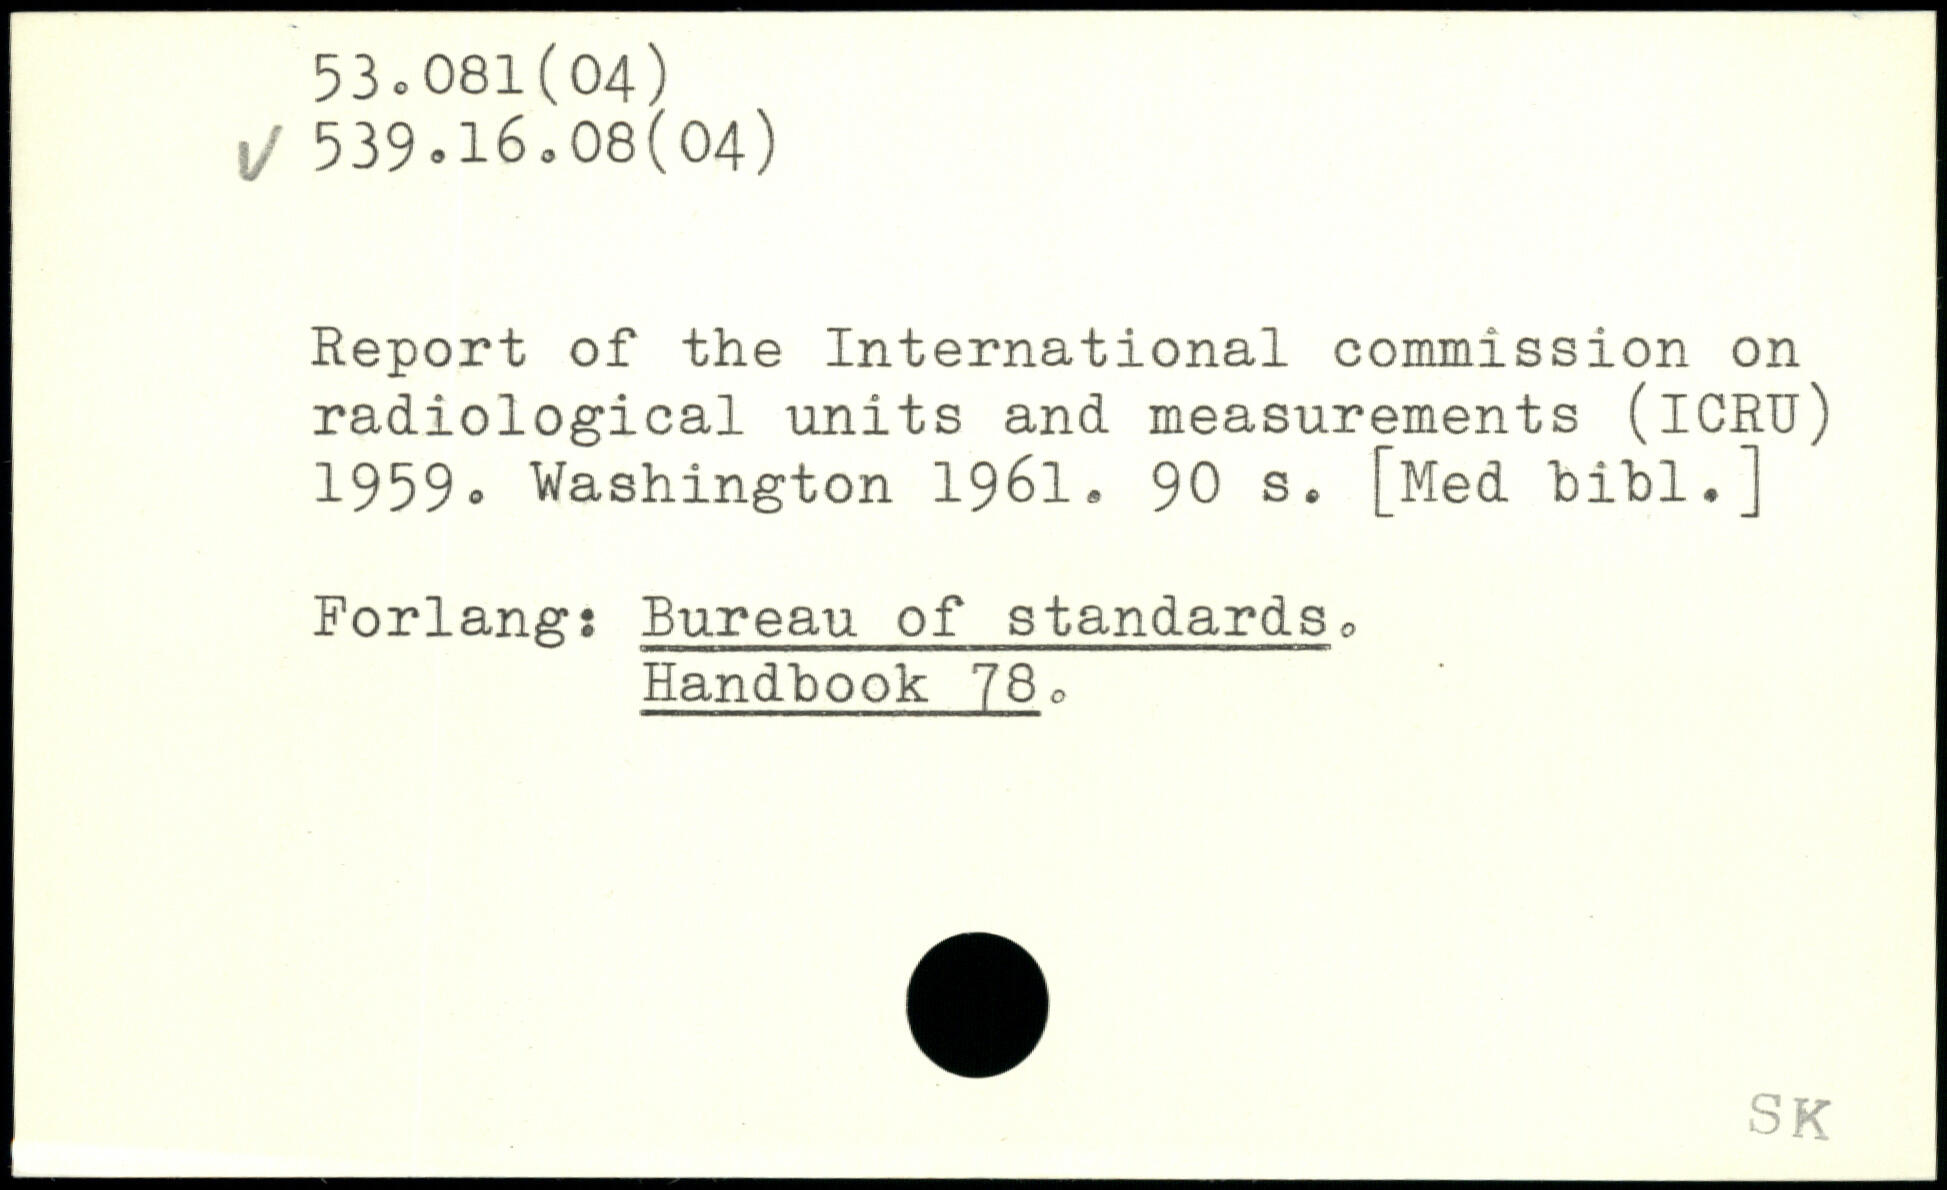 53.081(04)
✓ 539.16.08(04)
Report of the International commission on
radiological units and measurements (ICRU)
1959. Washington 1961. 90 s. [Med bibl.]
Forlang: Bureau of standards.
Handbook 78.
SK